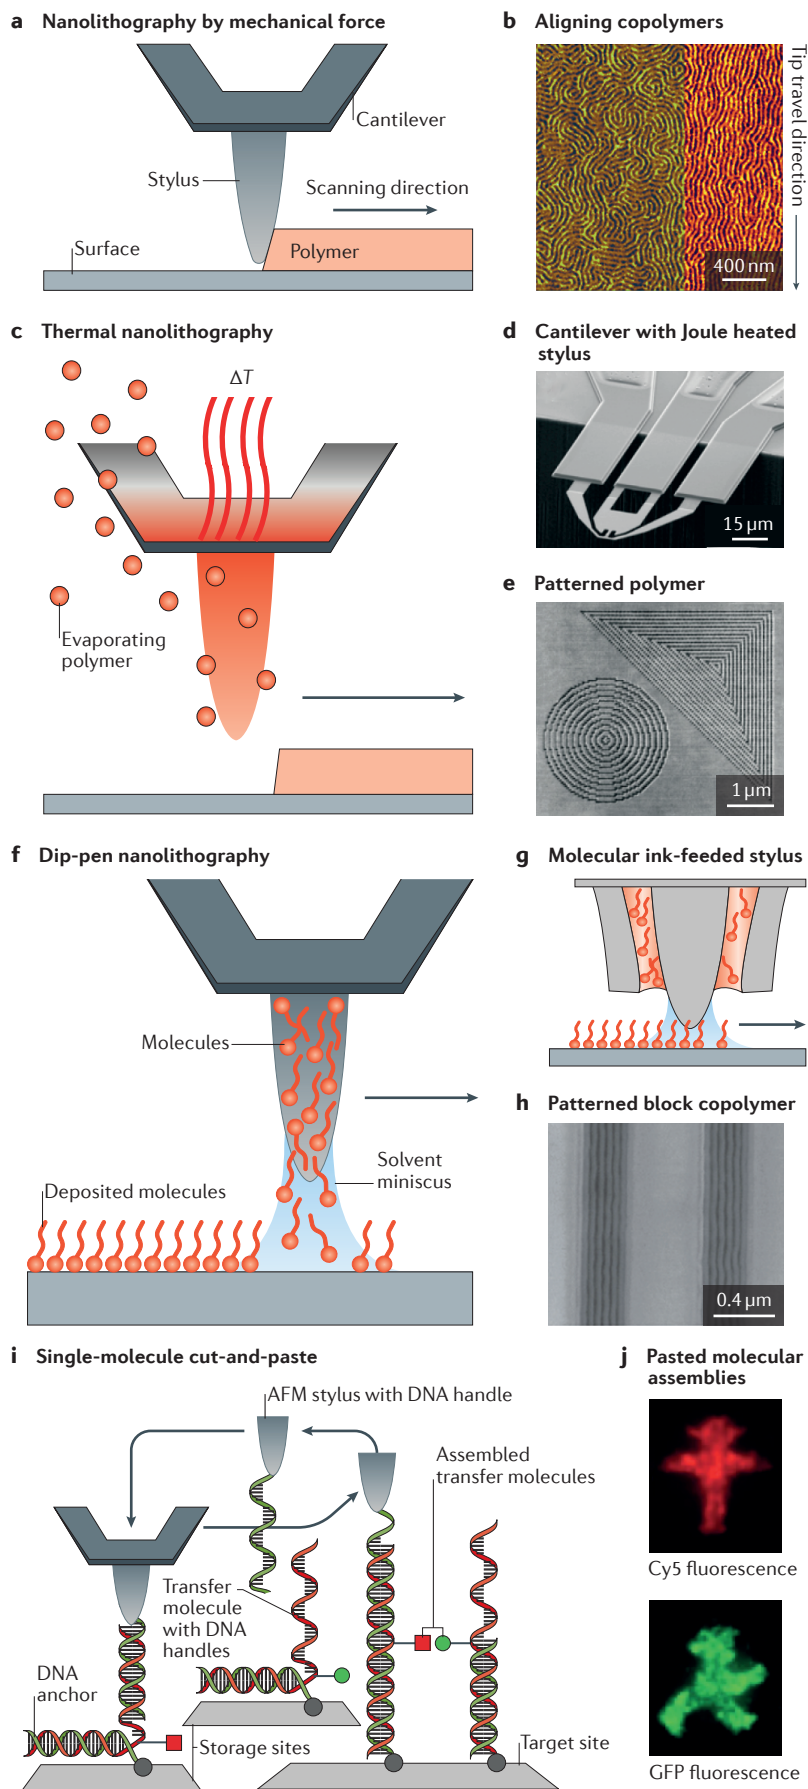 a Nanolithography by mechanical force
Cantilever
Stylus
Scanning direction
Surface
Polymer
b Aligning copolymers
Tip travel direction
400 nm
c Thermal nanolithography
ΔT
Evaporating
polymer
d Cantilever with Joule heated
stylus
15 µm
e Patterned polymer
1 µm
f Dip-pen nanolithography
Molecules
Solvent
miniscus
Deposited molecules
g Molecular ink-feeded stylus
h Patterned block copolymer
0.4 µm
i Single-molecule cut-and-paste
AFM stylus with DNA handle
Assembled
transfer molecules
Transfer
molecule
with DNA
handles
DNA
anchor
Storage sites
Target site
j Pasted molecular
assemblies
Cy5 fluorescence
GFP fluorescence